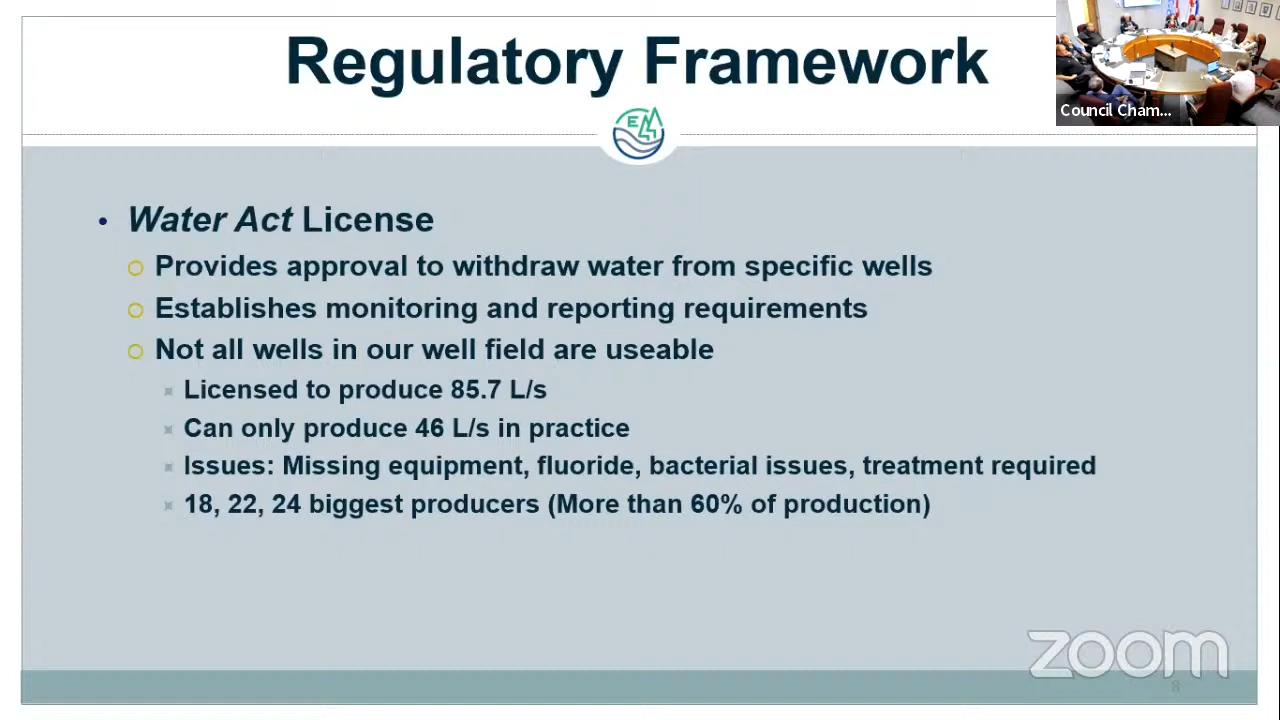 Regulatory Framework
Council Cham...
E
• Water Act License
Provides approval to withdraw water from specific wells
Establishes monitoring and reporting requirements
Not all wells in our well field are useable
Licensed to produce 85.7 L/s
Can only produce 46 L/s in practice
Issues: Missing equipment, fluoride, bacterial issues, treatment required
18, 22, 24 biggest producers (More than 60% of production)
zoom
8